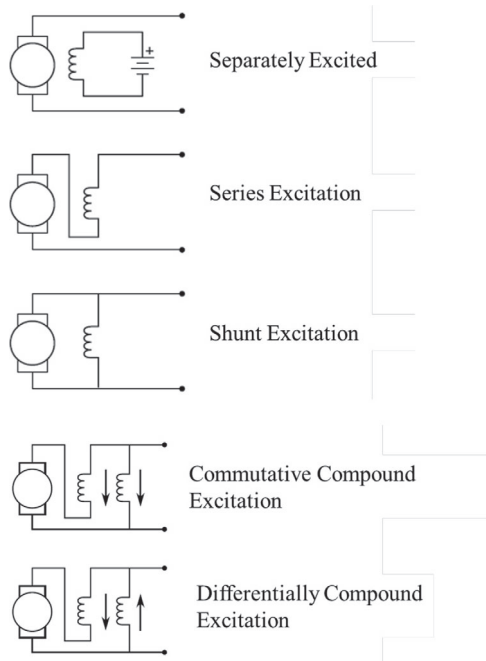 +
Separately Excited
Series Excitation
Shunt Excitation
Commutative Compound
Excitation
Differentially Compound
Excitation